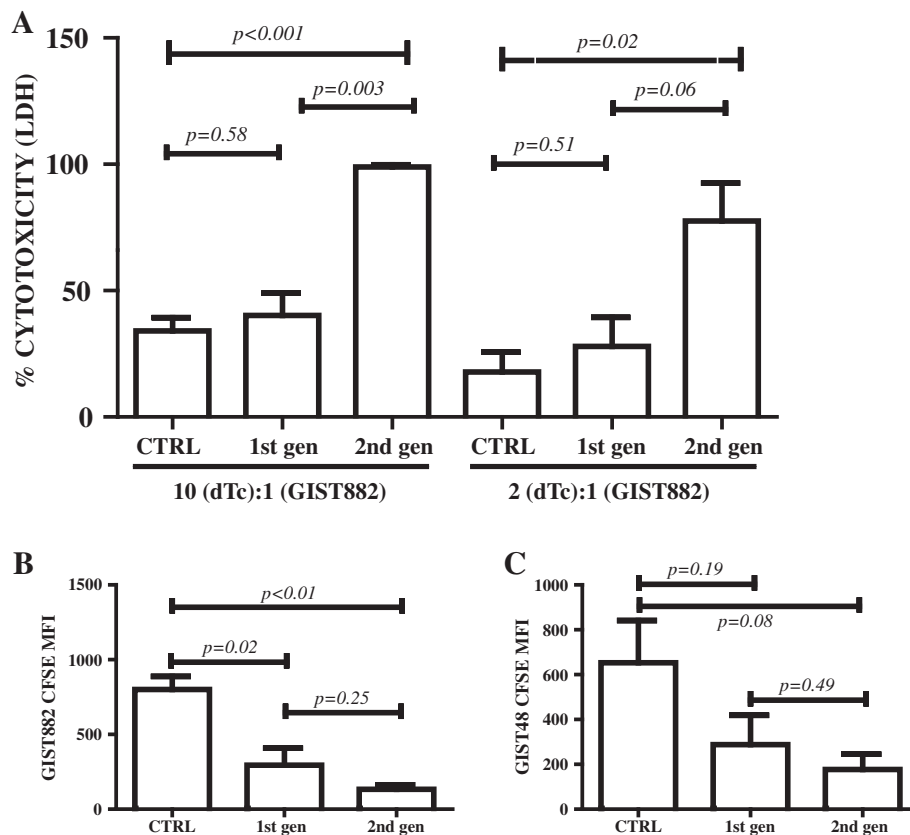 A
% CYTOTOXICITY (LDH)
150
100
50
0
p<0.001
p=0.003
p=0.58
p=0.02
p=0.06
p=0.51
CTRL 1st gen 2nd gen CTRL 1st gen 2nd gen
10 (dTc):1 (GIST882) 2 (dTc):1 (GIST882)
B
GIST882 CFSE MFI
1500
1000
500
0
p<0.01
p=0.02
p=0.25
CTRL 1st gen 2nd gen
C
GIST48 CFSE MFI
1000
800
600
400
200
0
p=0.19
p=0.08
p=0.49
CTRL 1st gen 2nd gen